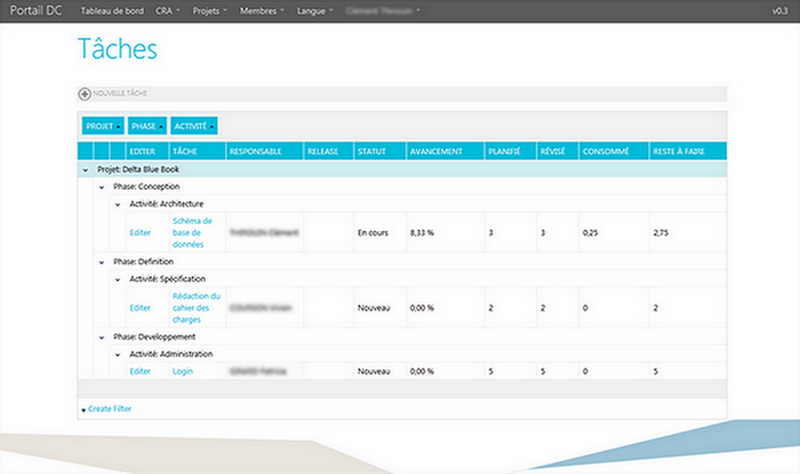 Portail DC Tableau de bord CRA Projets Membres Langue v0.3
Tâches
NOUVELLE TÂCHE
PROJET PHASE ACTIVITÉ
EDITER TÂCHE RESPONSABLE RELEASE STATUT AVANCEMENT PLANIFIÉ RÉVISÉ CONSOMMÉ RESTE À FAIRE
Projet: Delta Blue Book
Phase: Conception
Activité: Architecture
Editer Schéma de base de données En cours 8,33 % 3 3 0,25 2,75
Phase: Definition
Activité: Spécification
Editer Rédaction du cahier des charges Nouveau 0,00 % 2 2 0 2
Phase: Developpement
Activité: Administration
Editer Login Nouveau 0,00 % 5 5 0 5
Create Filter